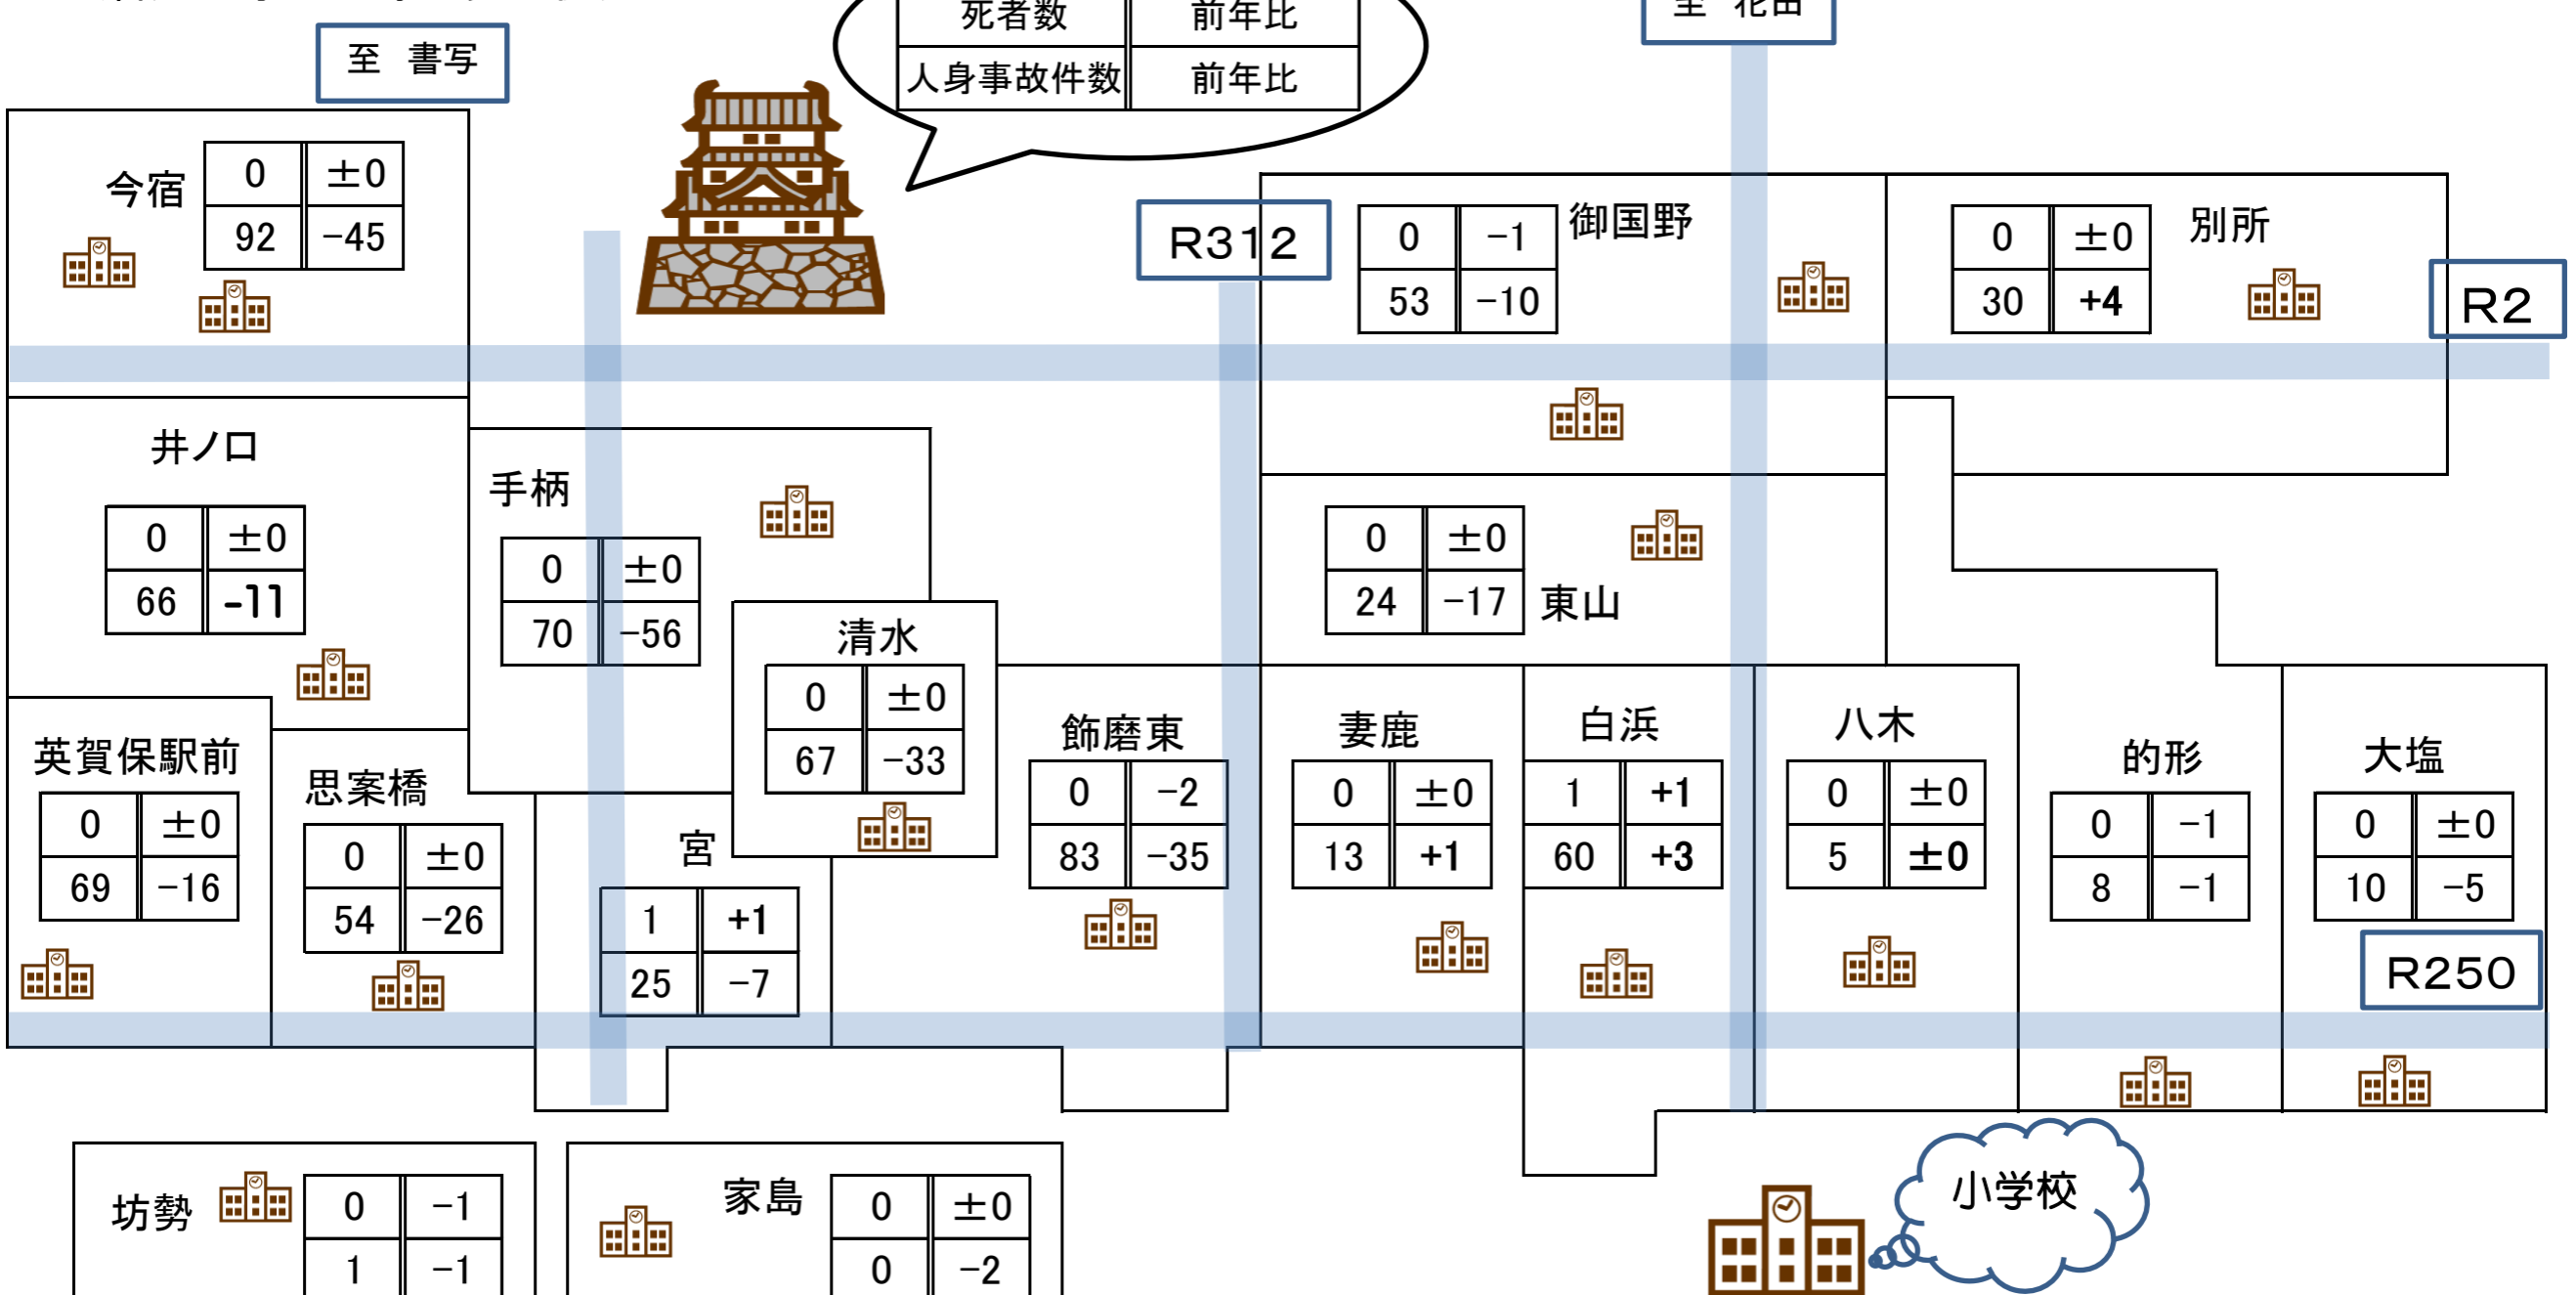 死者数 前年比
人身事故件数 前年比
至 書写
至 花田
今宿
0 ±0
92 -45
R312
0 -1
53 -10
御国野
0 ±0
30 +4
別所
R2
井ノ口
0 ±0
66 -11
手柄
0 ±0
70 -56
0 ±0
24 -17
東山
清水
0 ±0
67 -33
英賀保駅前
0 ±0
69 -16
思案橋
0 ±0
54 -26
宮
1 +1
25 -7
飾磨東
0 -2
83 -35
妻鹿
0 ±0
13 +1
白浜
1 +1
60 +3
八木
0 ±0
5 ±0
的形
0 -1
8 -1
大塩
0 ±0
10 -5
R250
坊勢
0 -1
1 -1
家島
0 ±0
0 -2
小学校